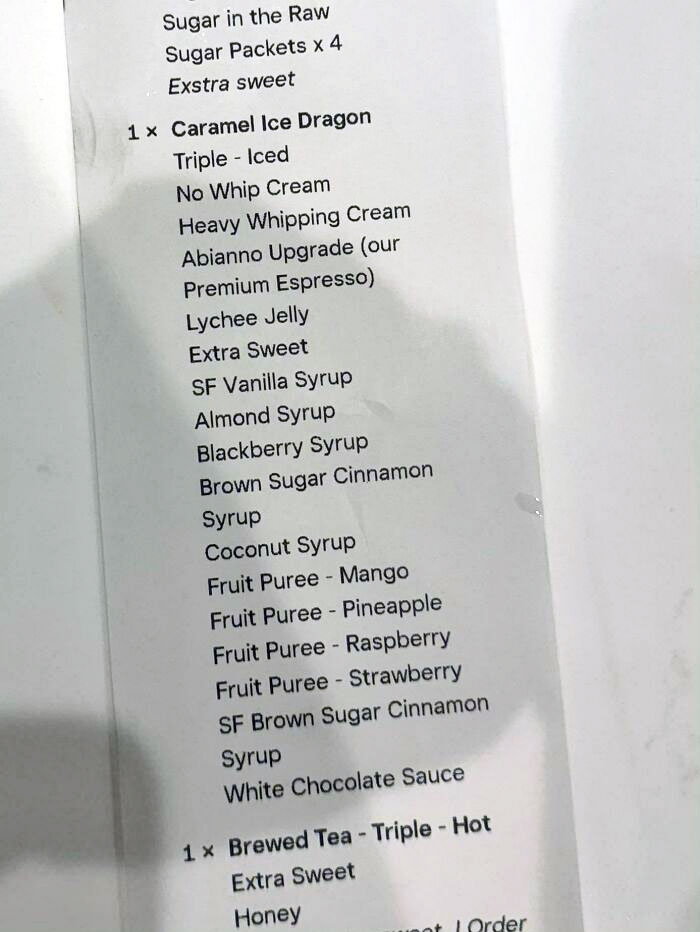 Sugar in the Raw
Sugar Packets x 4
Exstra sweet
1 x Caramel Ice Dragon
Triple - Iced
No Whip Cream
Heavy Whipping Cream
Abianno Upgrade (our
Premium Espresso)
Lychee Jelly
Extra Sweet
SF Vanilla Syrup
Almond Syrup
Blackberry Syrup
Brown Sugar Cinnamon
Syrup
Coconut Syrup
Fruit Puree - Mango
Fruit Puree - Pineapple
Fruit Puree - Raspberry
Fruit Puree - Strawberry
SF Brown Sugar Cinnamon
Syrup
White Chocolate Sauce
1 x Brewed Tea - Triple - Hot
Extra Sweet
Honey
I Order